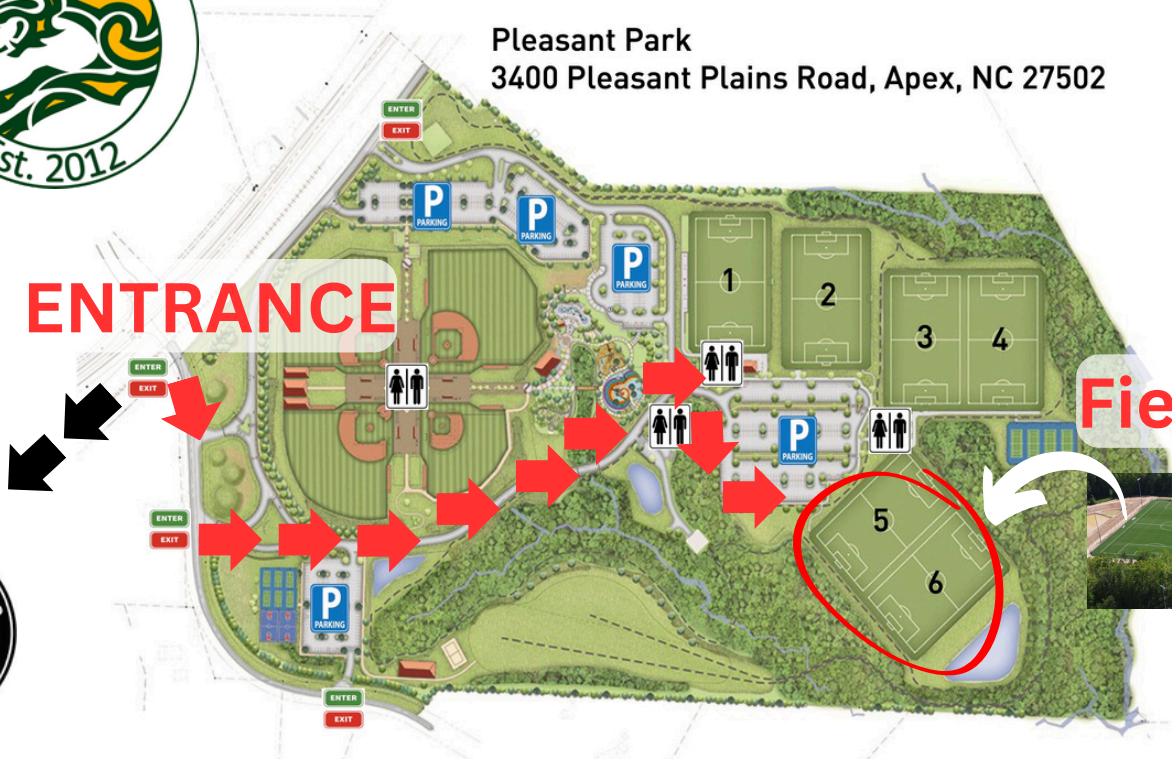 st. 2012
Pleasant Park
3400 Pleasant Plains Road, Apex, NC 27502
ENTER
EXIT
P
PARKING
P
PARKING
P
PARKING
1
2
3
4
ENTRANCE
ENTER
EXIT
Fie
P
PARKING
5
6
ENTER
EXIT
P
PARKING
ENTER
EXIT